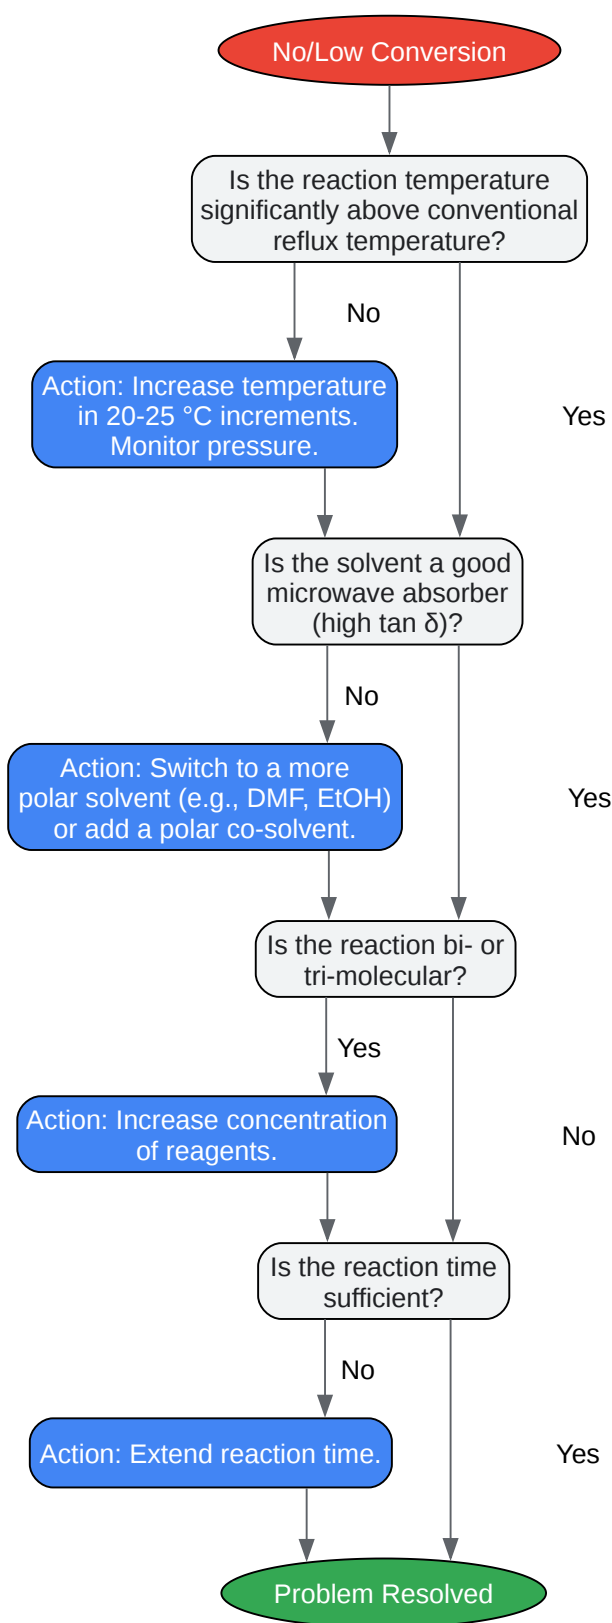 No/Low Conversion
Is the reaction temperature
significantly above conventional
reflux temperature?
No
Action: Increase temperature
in 20-25 °C increments.
Monitor pressure.
Yes
Is the solvent a good
microwave absorber
(high tan δ)?
No
Action: Switch to a more
polar solvent (e.g., DMF, EtOH)
or add a polar co-solvent.
Yes
Is the reaction bi- or
tri-molecular?
Yes
Action: Increase concentration
of reagents.
No
Is the reaction time
sufficient?
No
Action: Extend reaction time.
Yes
Problem Resolved